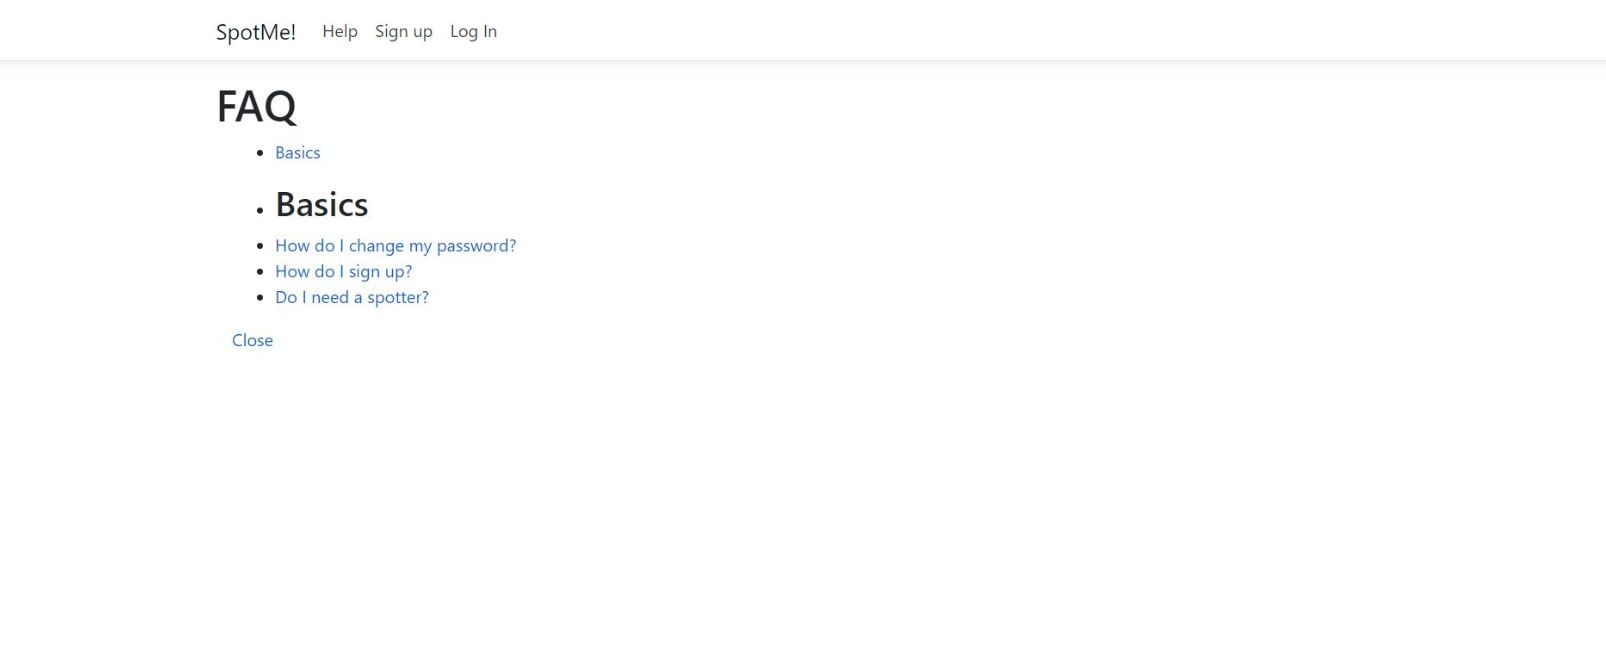 SpotMe! Help Sign up Log In
FAQ
Basics
Basics
How do I change my password?
How do I sign up?
Do I need a spotter?
Close